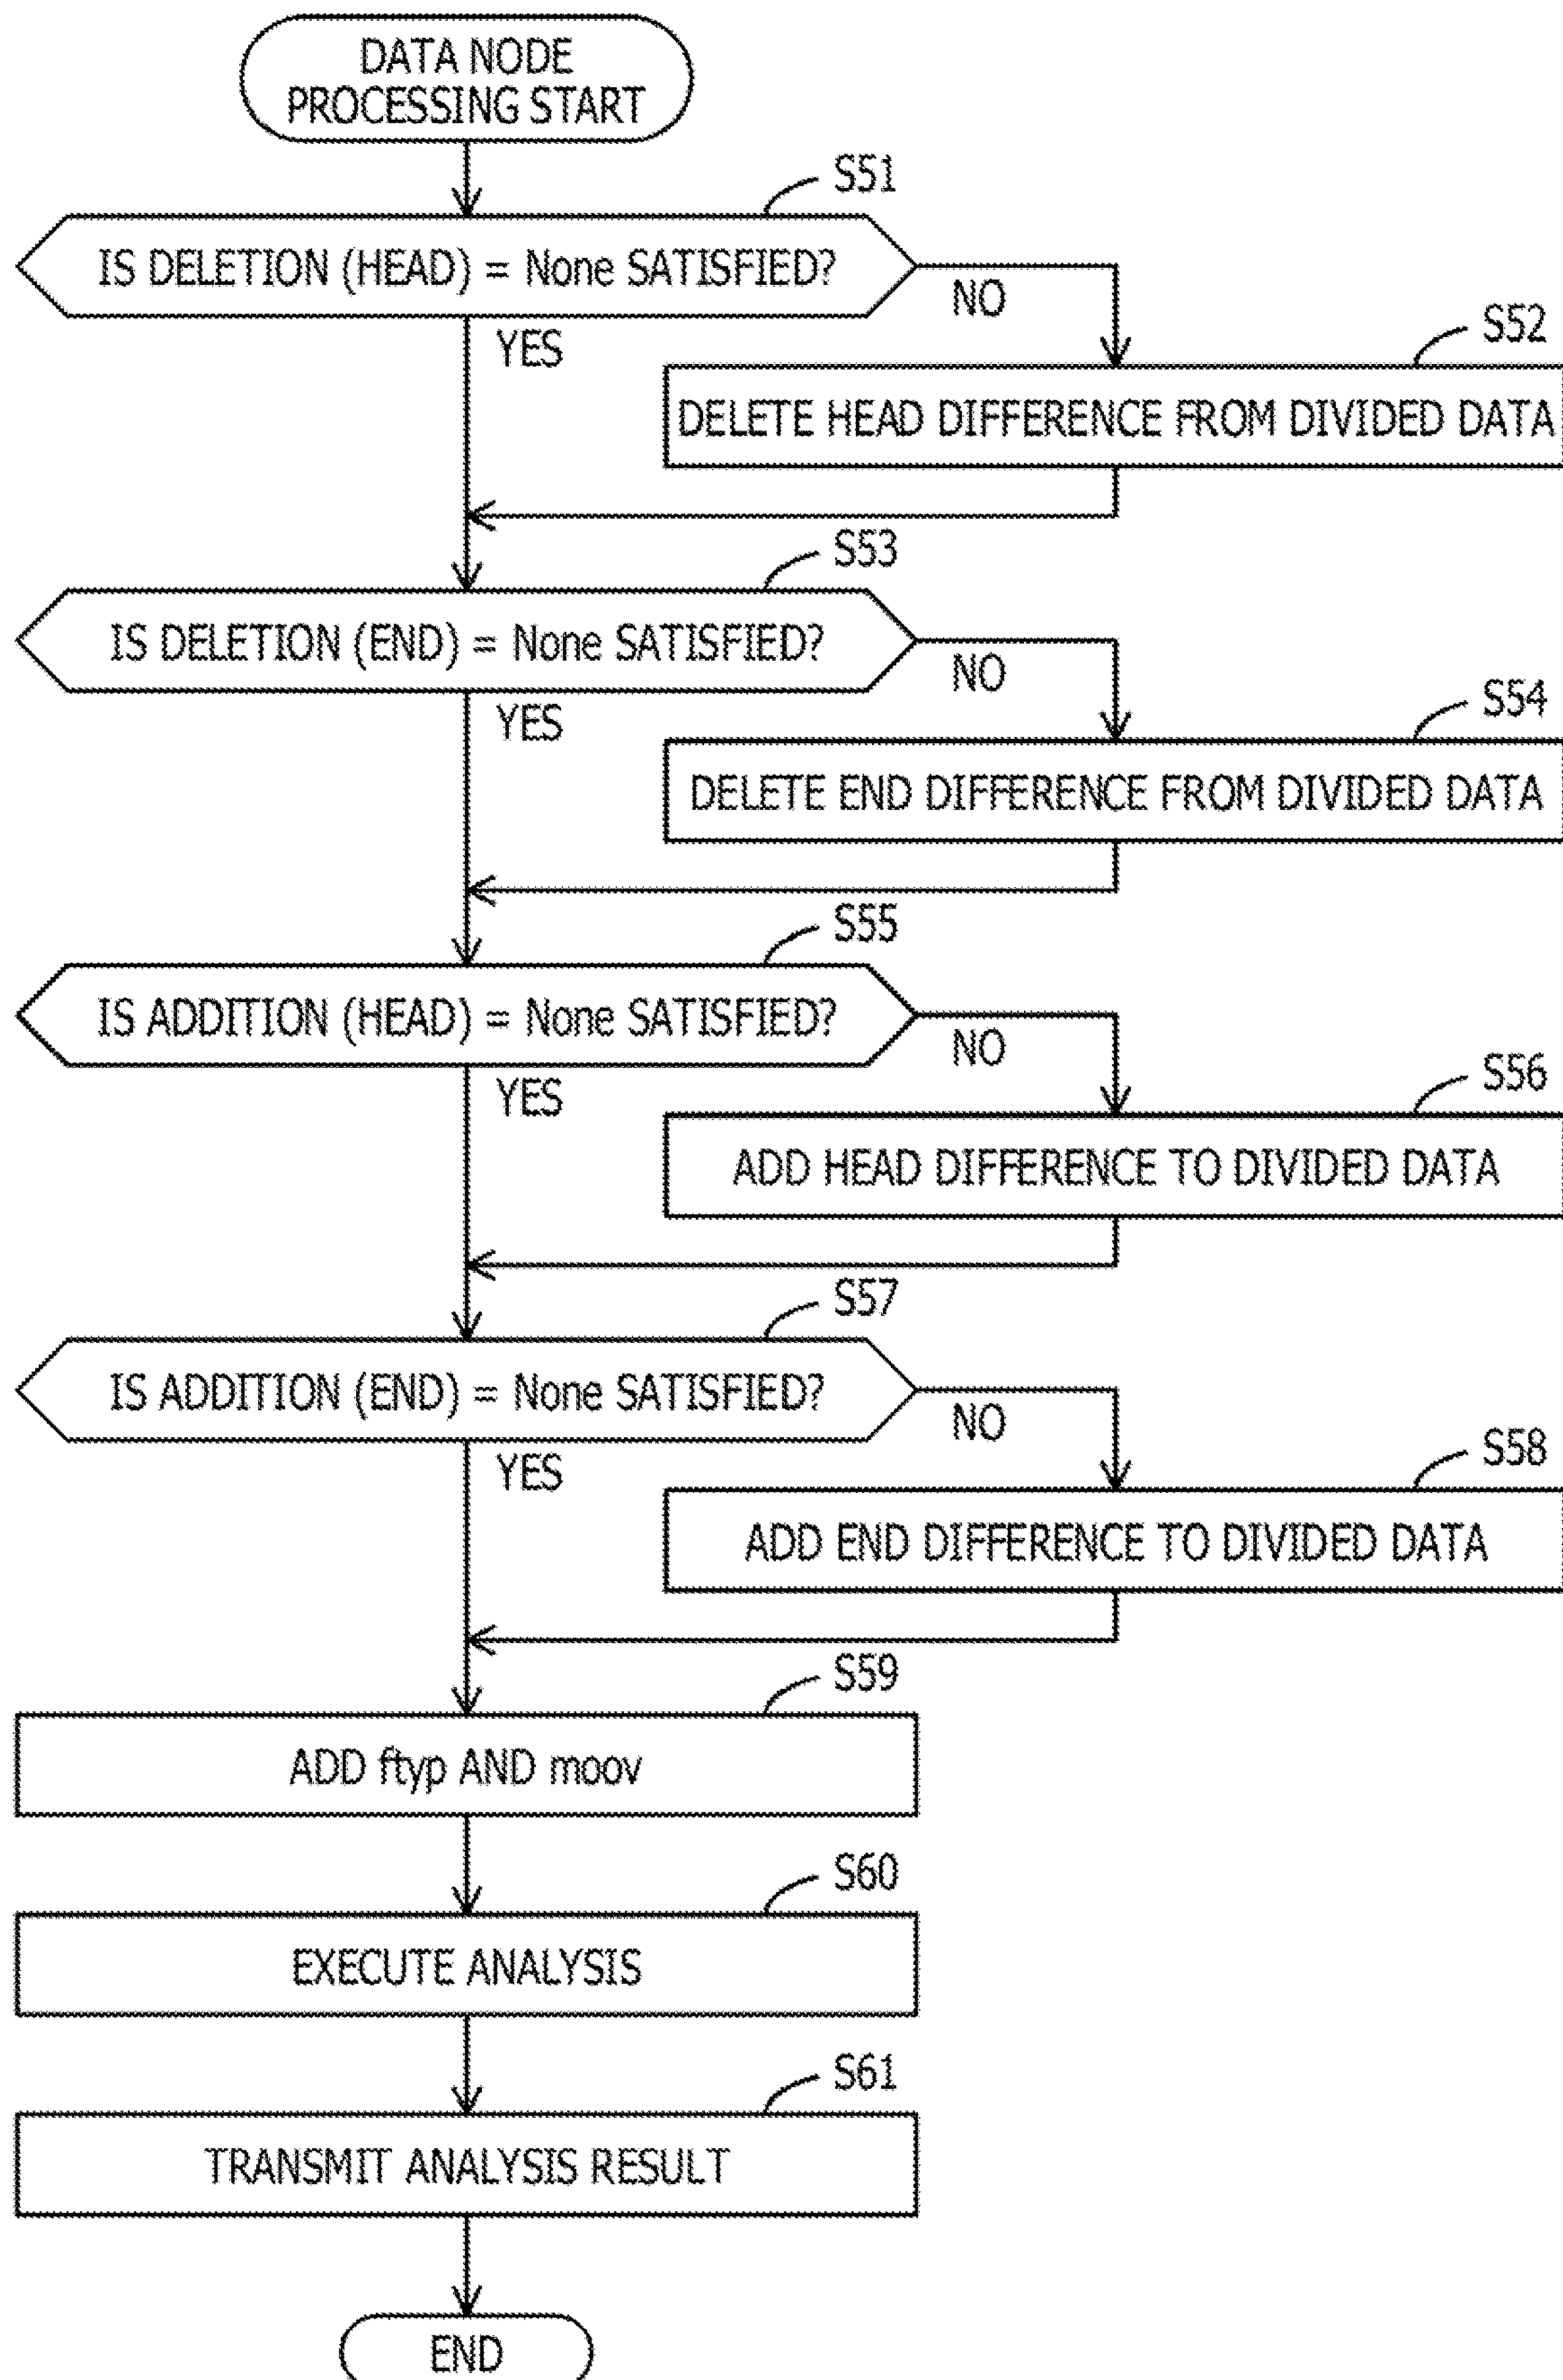 DATA NODE
PROCESSING START
S51
IS DELETION (HEAD) = None SATISFIED?
NO
YES
S52
DELETE HEAD DIFFERENCE FROM DIVIDED DATA
S53
IS DELETION (END) = None SATISFIED?
NO
YES
S54
DELETE END DIFFERENCE FROM DIVIDED DATA
S55
IS ADDITION (HEAD) = None SATISFIED?
NO
YES
S56
ADD HEAD DIFFERENCE TO DIVIDED DATA
S57
IS ADDITION (END) = None SATISFIED?
NO
YES
S58
ADD END DIFFERENCE TO DIVIDED DATA
S59
ADD ftyp AND moov
S60
EXECUTE ANALYSIS
S61
TRANSMIT ANALYSIS RESULT
END